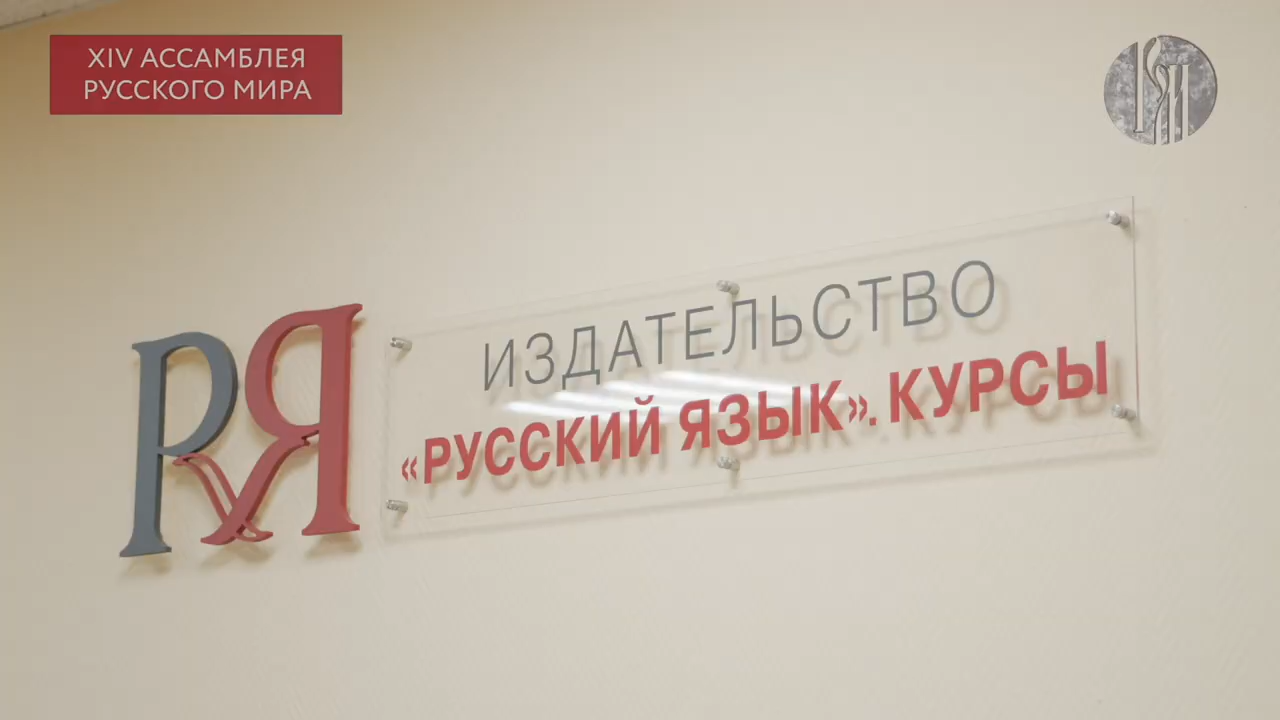 XIV АССАМБЛЕЯ
РУССКОГО МИРА
РЯ
ИЗДАТЕЛЬСТВО
«РУССКИЙ ЯЗЫК». КУРСЫ